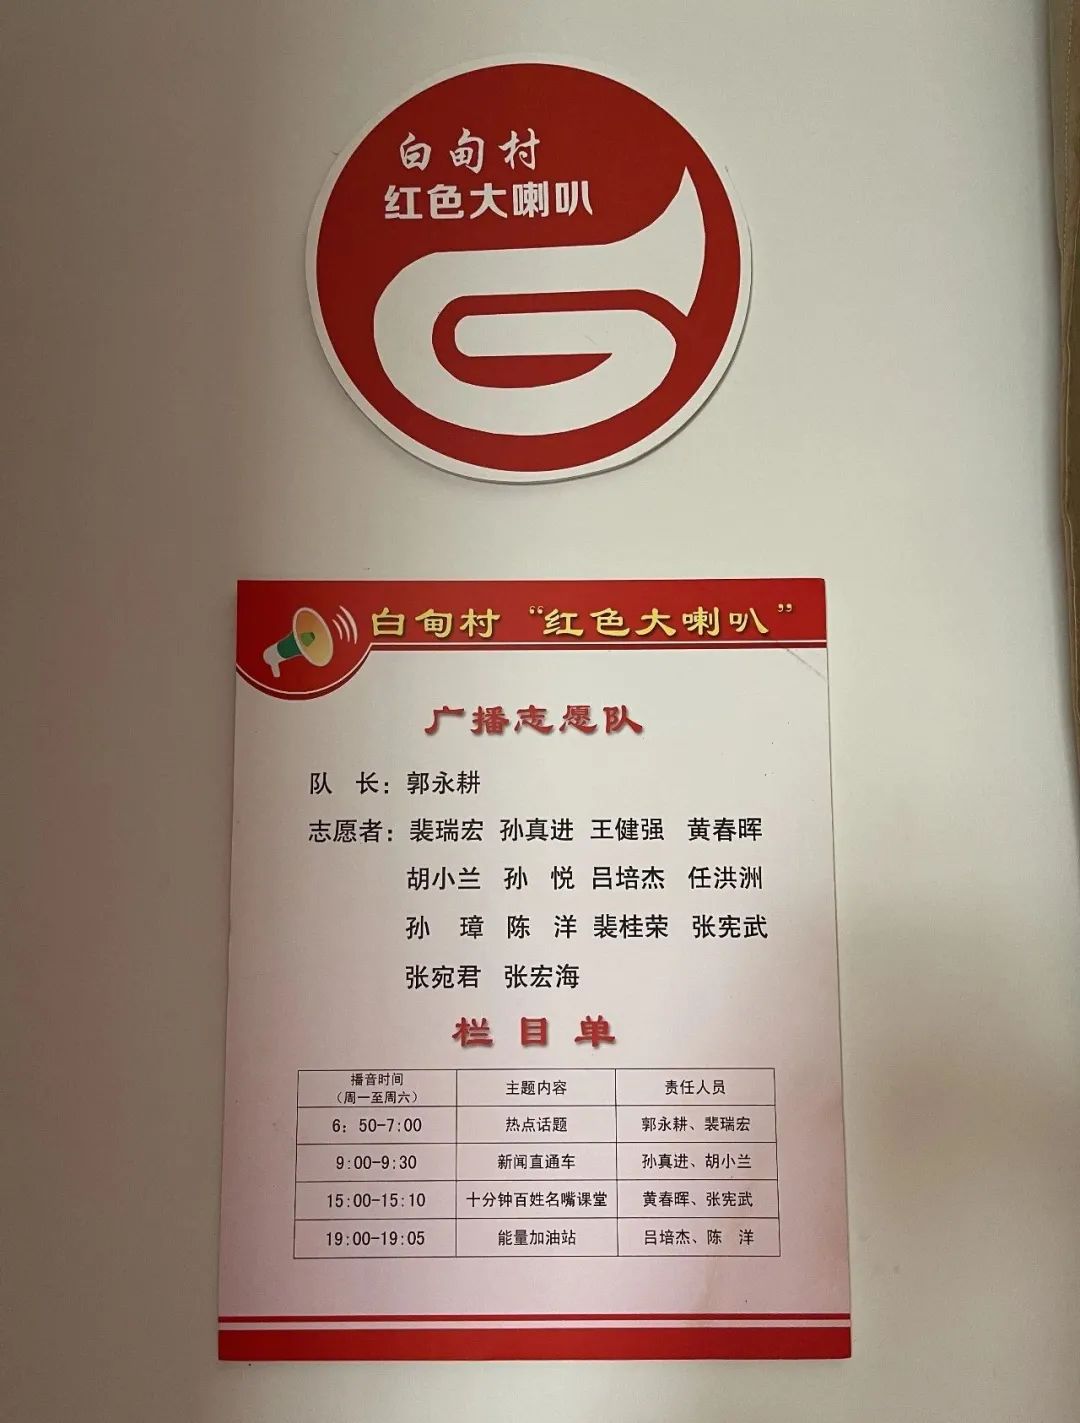 白甸村
红色大喇叭
白甸村“红色大喇叭”
广播志愿队
队 长：郭永耕
志愿者：裴瑞宏 孙真进 王健强 黄春晖
胡小兰 孙 悦 吕培杰 任洪洲
孙 璋 陈 洋 裴桂荣 张宪武
张宛君 张宏海
栏目单
播音时间
（周一至周六） 主题内容 责任人员
6：50-7:00 热点话题 郭永耕、裴瑞宏
9:00-9:30 新闻直通车 孙真进、胡小兰
15:00-15:10 十分钟百姓名嘴课堂 黄春晖、张宪武
19:00-19:05 能量加油站 吕培杰、陈 洋